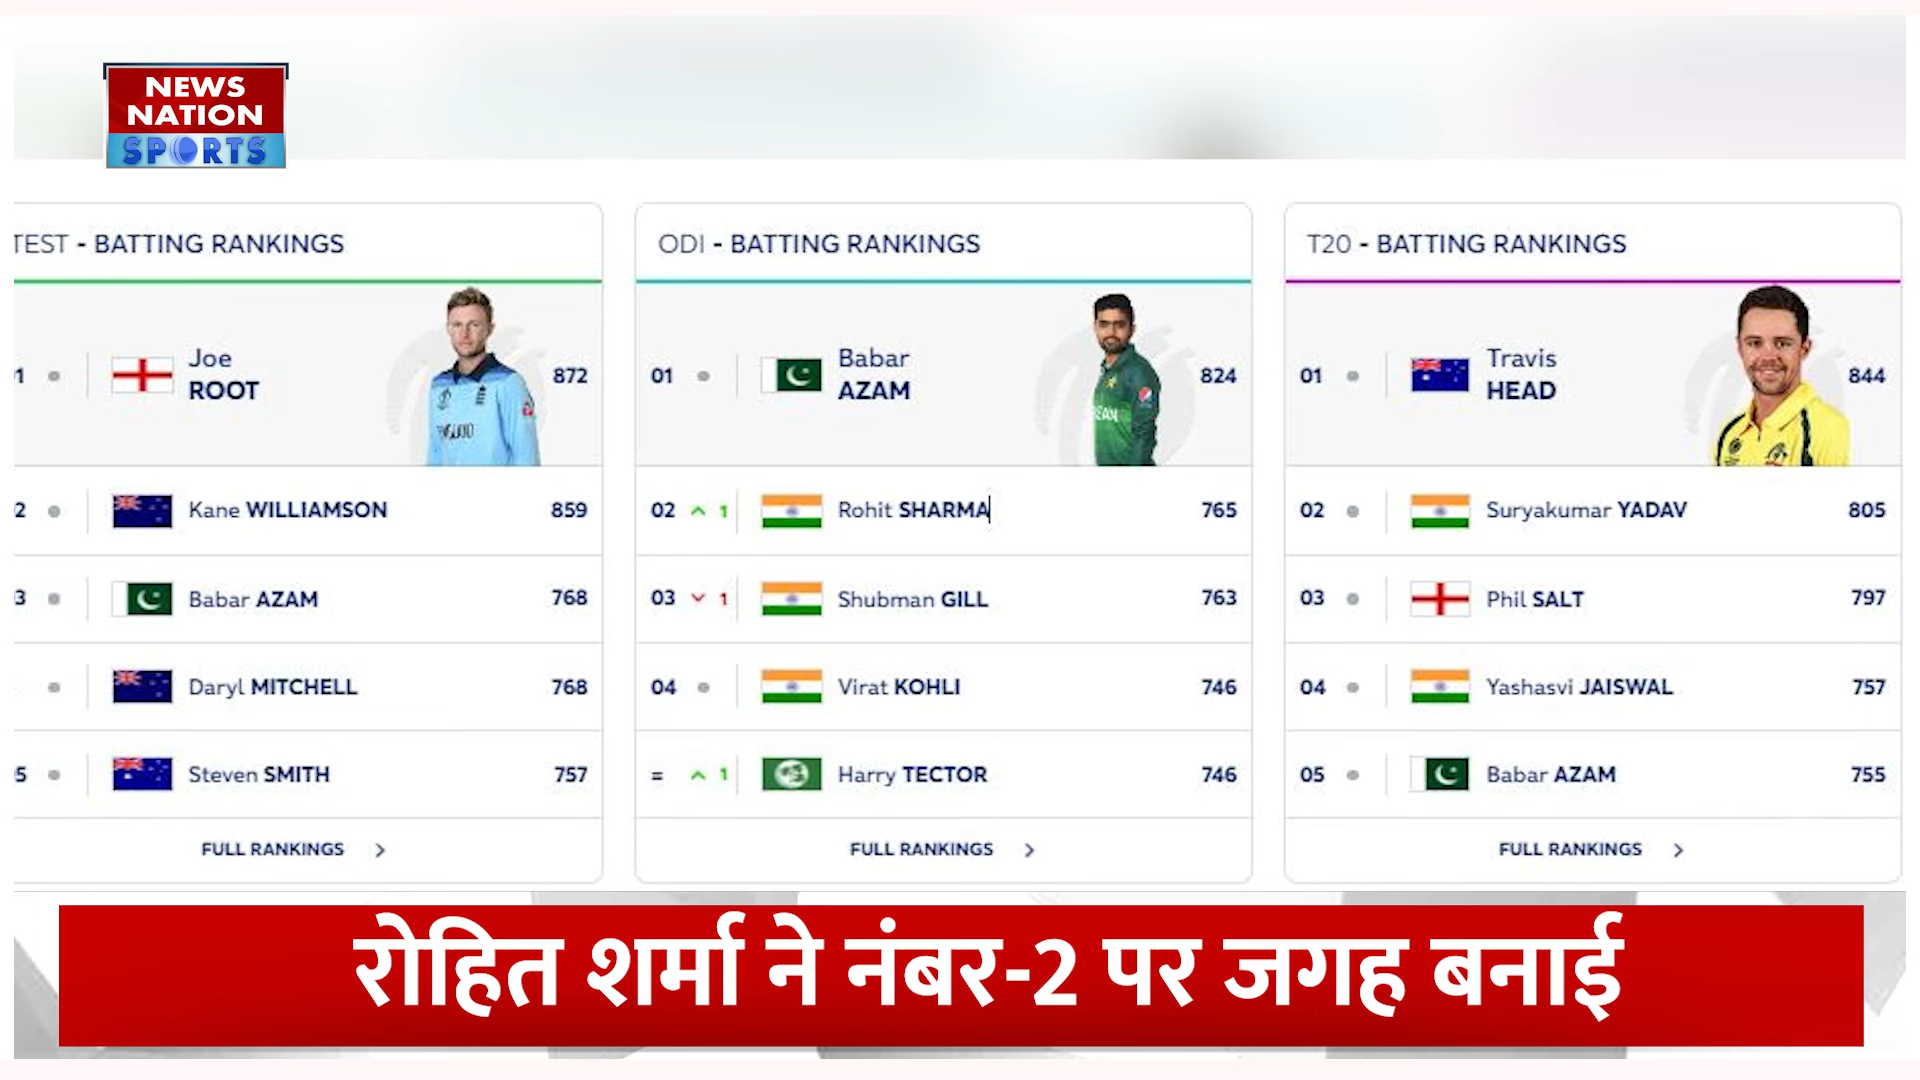 NEWS
NATION
SPORTS
TEST - BATTING RANKINGS
1 Joe
ROOT 872
2 Kane WILLIAMSON 859
3 Babar AZAM 768
Daryl MITCHELL 768
5 Steven SMITH 757
FULL RANKINGS >
ODI - BATTING RANKINGS
01 Babar
AZAM 824
02 1 Rohit SHARMA 765
03 1 Shubman GILL 763
04 Virat KOHLI 746
= 1 Harry TECTOR 746
FULL RANKINGS >
T20 - BATTING RANKINGS
01 Travis
HEAD 844
02 Suryakumar YADAV 805
03 Phil SALT 797
04 Yashasvi JAISWAL 757
05 Babar AZAM 755
FULL RANKINGS >
रोहित शर्मा ने नंबर-2 पर जगह बनाई